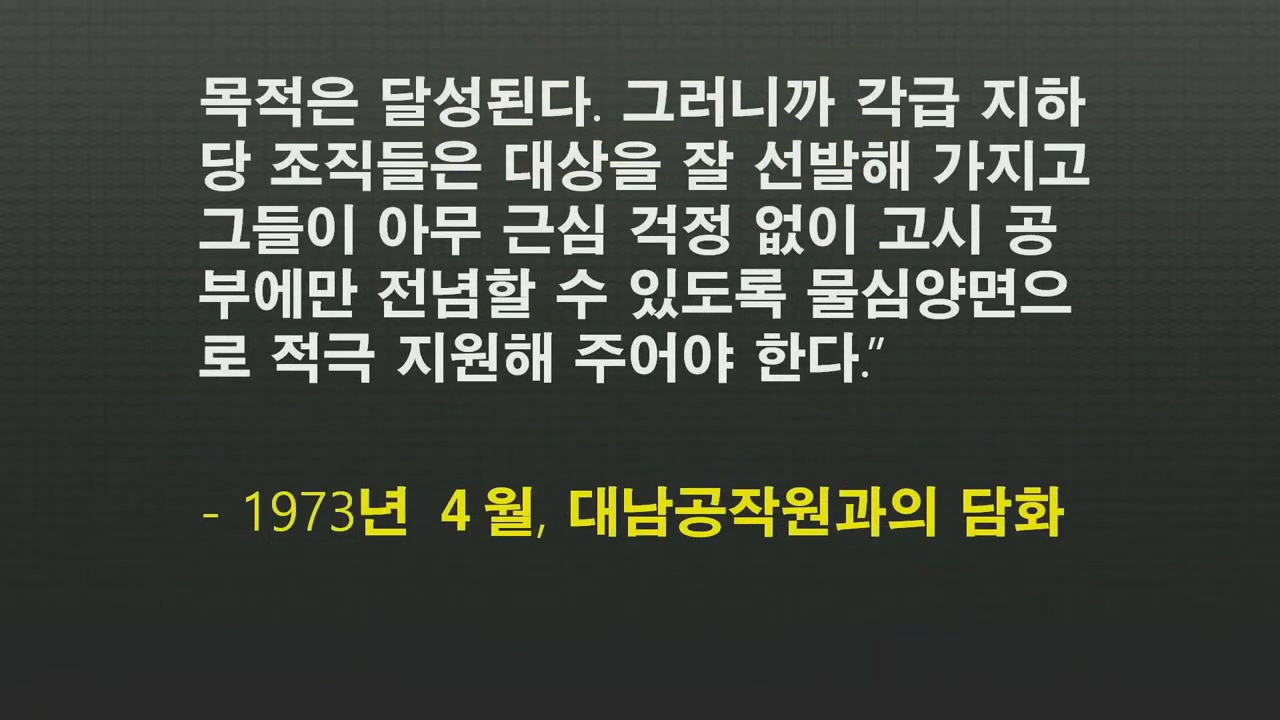 목적은 달성된다. 그러니까 각급 지하
당 조직들은 대상을 잘 선발해 가지고
그들이 아무 근심 걱정 없이 고시 공
부에만 전념할 수 있도록 물심양면으
로 적극 지원해 주어야 한다.”
- 1973년 4월, 대남공작원과의 담화